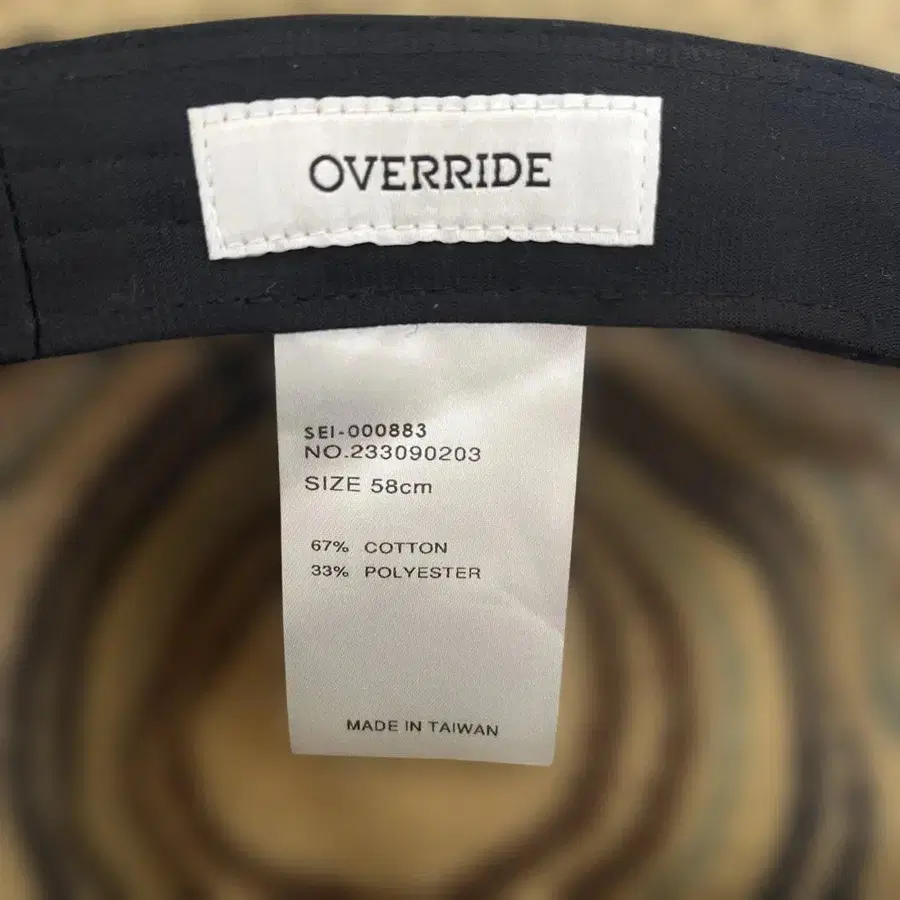 OVERRIDE
SEI-000883
NO.233090203
SIZE 58cm
67% COTTON
33% POLYESTER
MADE IN TAIWAN